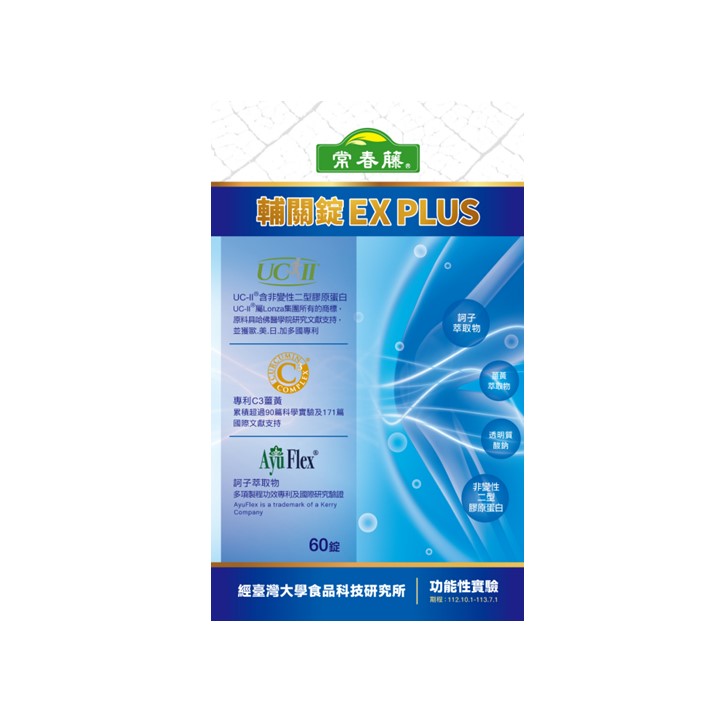 常春藤®
輔關錠 EX PLUS
UC-II
UC-II®含非變性二型膠原蛋白
UC-II®屬Lonza集團所有的商標,
原料具哈佛醫學院研究文獻支持,
並獲歐、美、日、加多國專利
CURCUMIN C3 COMPLEX®
專利C3薑黃
累積超過90篇科學實驗及171篇
國際文獻支持
AyuFlex®
訶子萃取物
多項製程功效專利及國際研究驗證
AyuFlex is a trademark of a Kerry
Company
60錠
訶子
萃取物
薑黃
萃取物
透明質
酸鈉
非變性
二型
膠原蛋白
經臺灣大學食品科技研究所
功能性實驗
期程:112.10.1-113.7.1